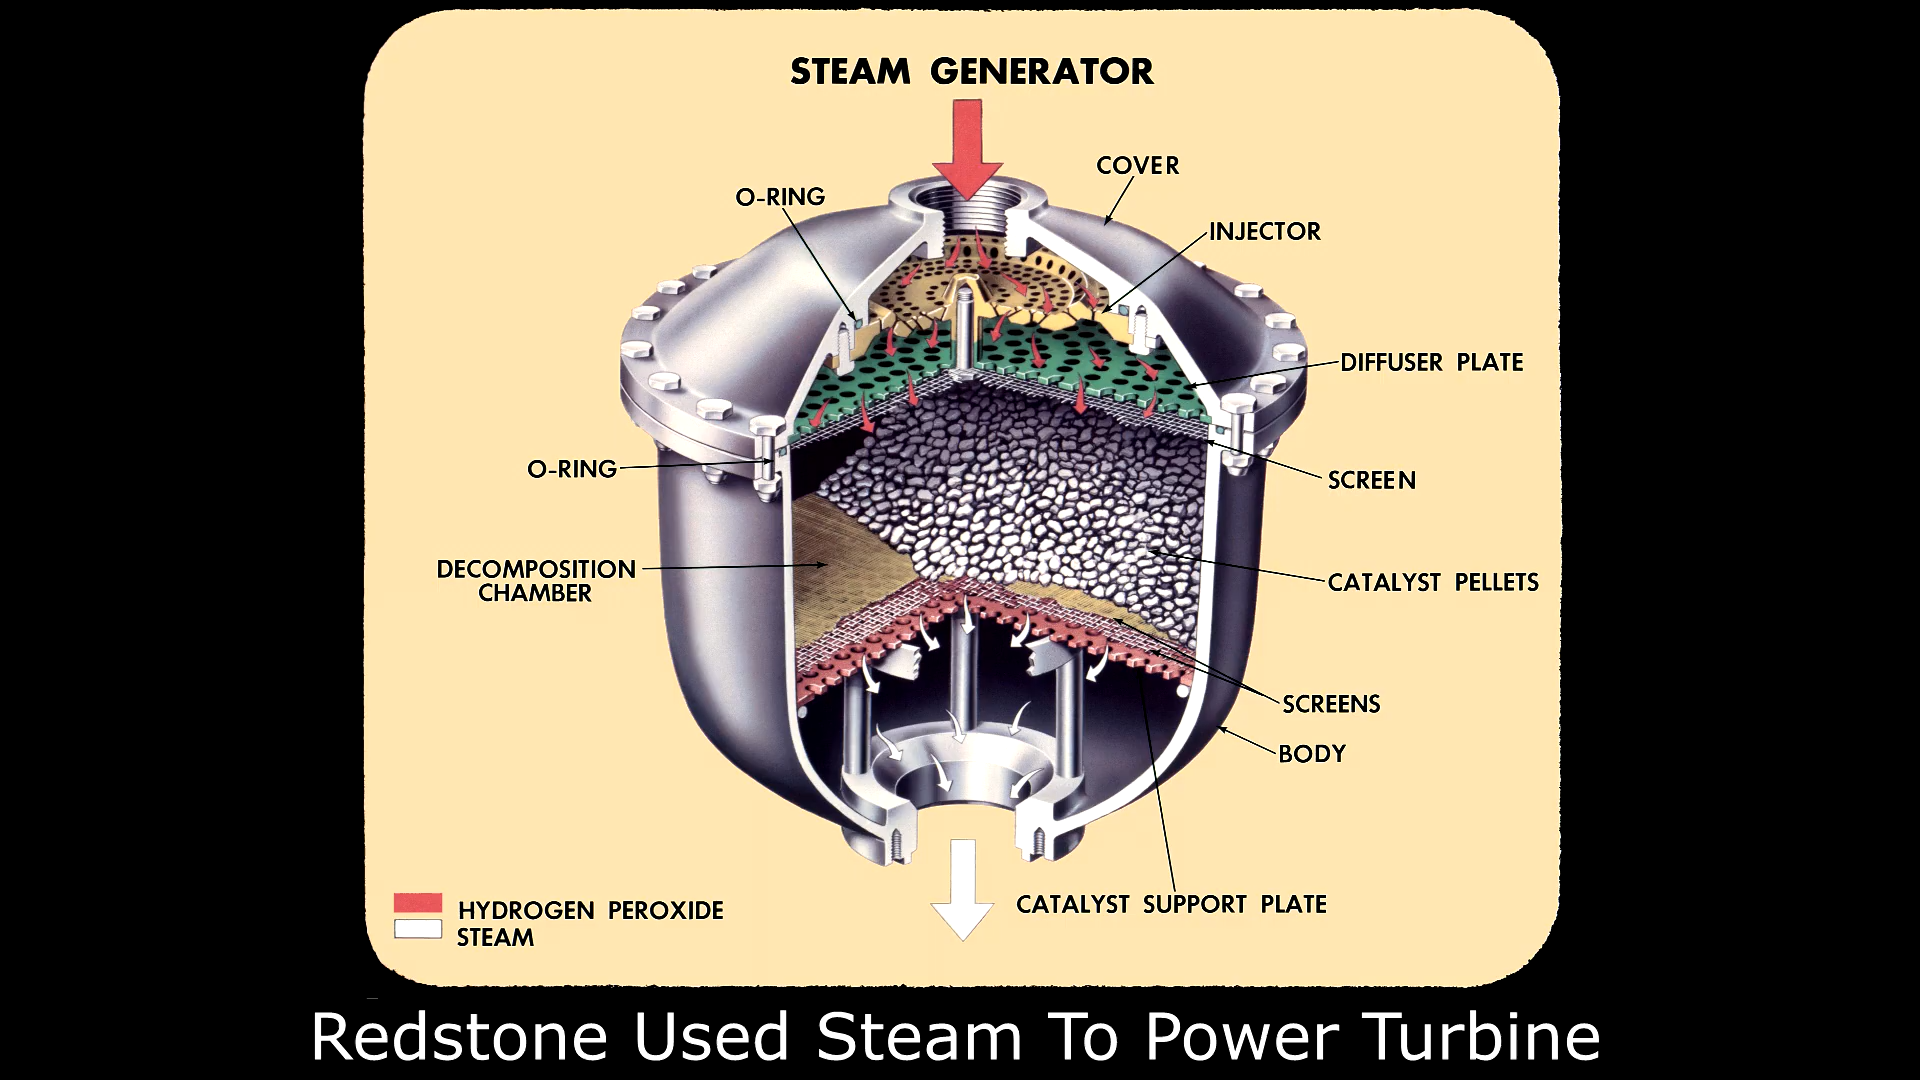 STEAM GENERATOR
COVER
O-RING
INJECTOR
DIFFUSER PLATE
O-RING
SCREEN
DECOMPOSITION
CHAMBER
CATALYST PELLETS
SCREENS
BODY
CATALYST SUPPORT PLATE
HYDROGEN PEROXIDE
STEAM
Redstone Used Steam To Power Turbine